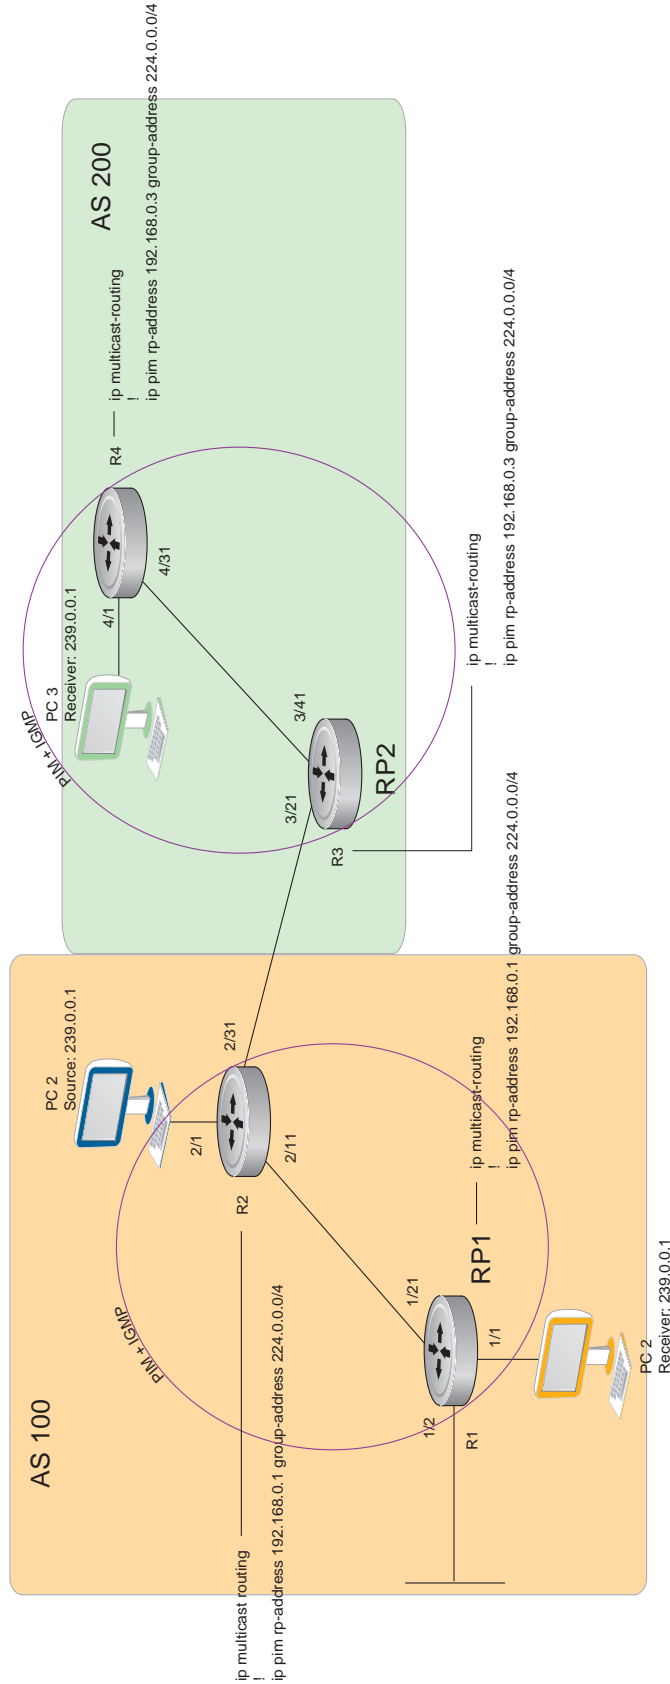 AS 100
AS 200
PIM + IGMP
PIM + IGMP
PC 2
Source: 239.0.0.1
2/1
2/31
2/11
R2
ip multicast routing
!
ip pim rp-address 192.168.0.1 group-address 224.0.0.0/4
1/21
1/1
1/2
R1
RP1
ip multicast-routing
!
ip pim rp-address 192.168.0.1 group-address 224.0.0.0/4
PC 2
Receiver: 239.0.0.1
PC 3
Receiver: 239.0.0.1
4/1
4/31
R4
ip multicast-routing
!
ip pim rp-address 192.168.0.3 group-address 224.0.0.0/4
3/41
3/21
RP2
R3
ip multicast-routing
!
ip pim rp-address 192.168.0.3 group-address 224.0.0.0/4